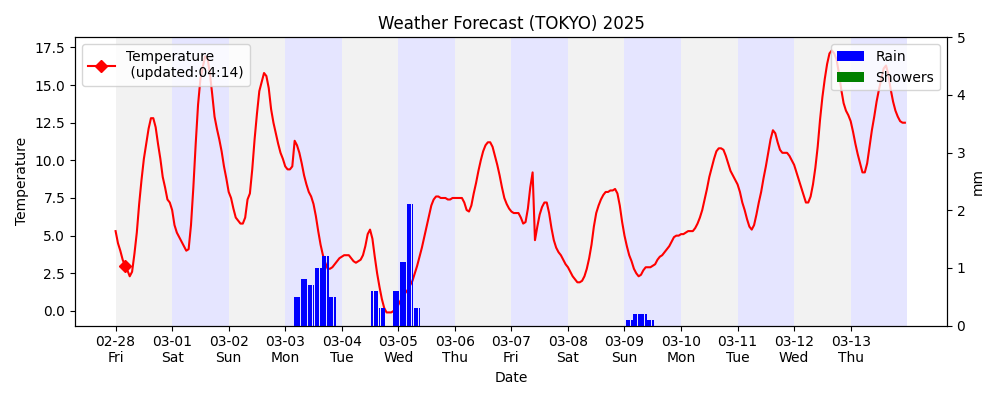 Weather Forecast (TOKYO) 2025
Temperature
(updated:04:14)
Rain
Showers
17.5
15.0
12.5
10.0
7.5
5.0
2.5
0.0
Temperature
5
4
3
2
1
0
mm
02-28 03-01 03-02 03-03 03-04 03-05 03-06 03-07 03-08 03-09 03-10 03-11 03-12 03-13
Fri Sat Sun Mon Tue Wed Thu Fri Sat Sun Mon Tue Wed Thu
Date